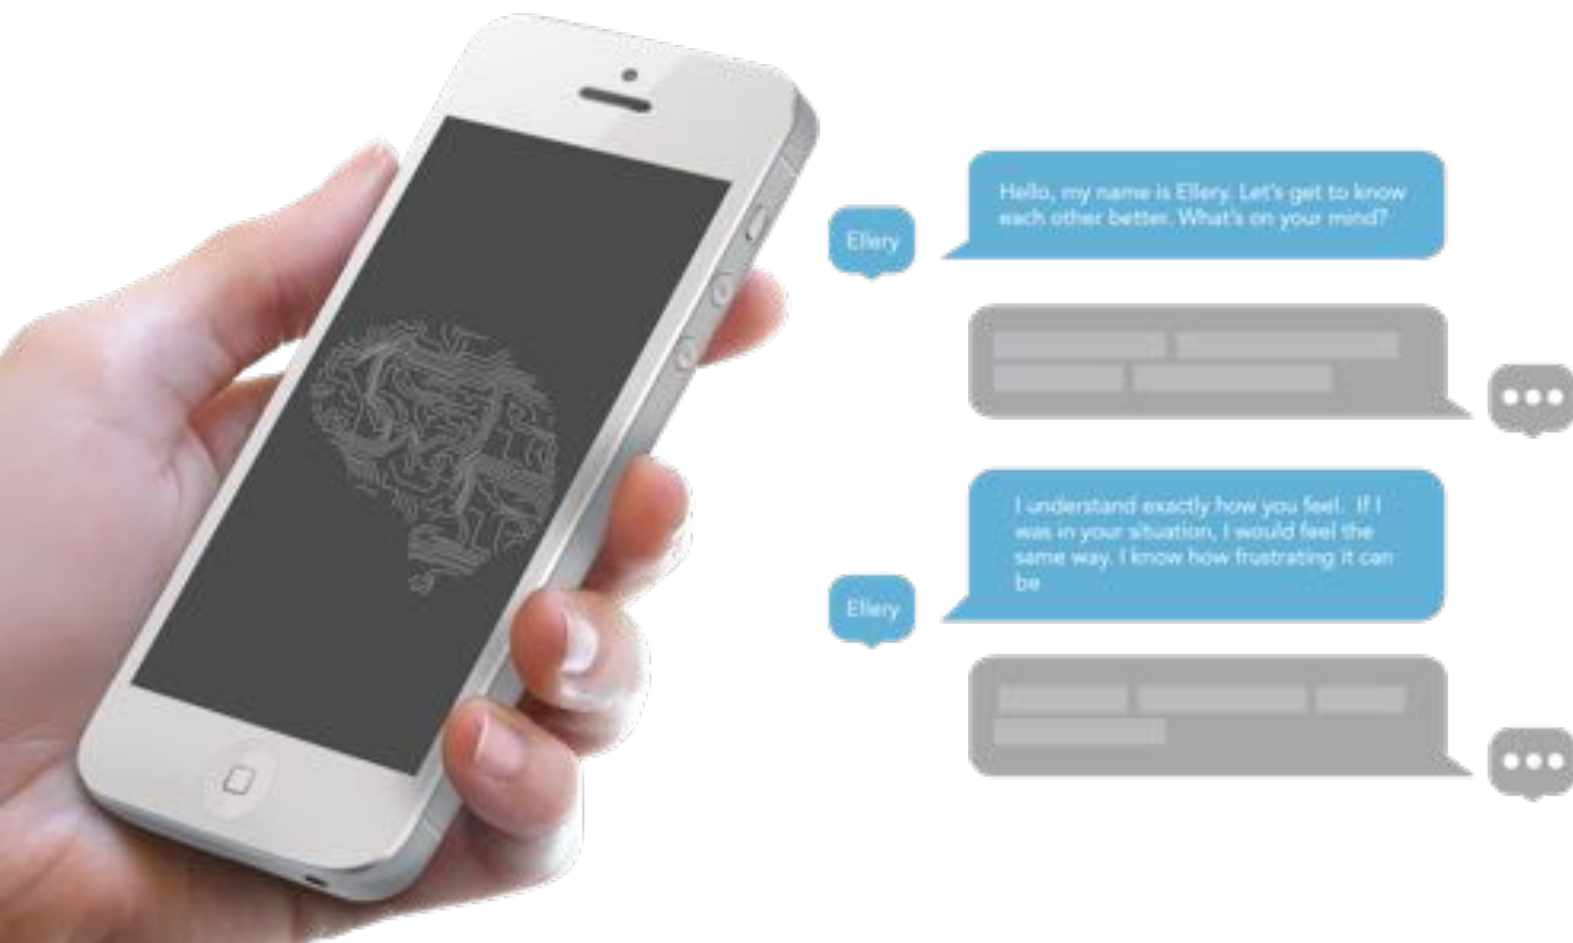 Hello, my name is Ellery. Let's get to know
each other better. What's on your mind?
Ellery
I understand exactly how you feel.  If I
was in your situation, I would feel the
same way. I know how frustrating it can
be
Ellery